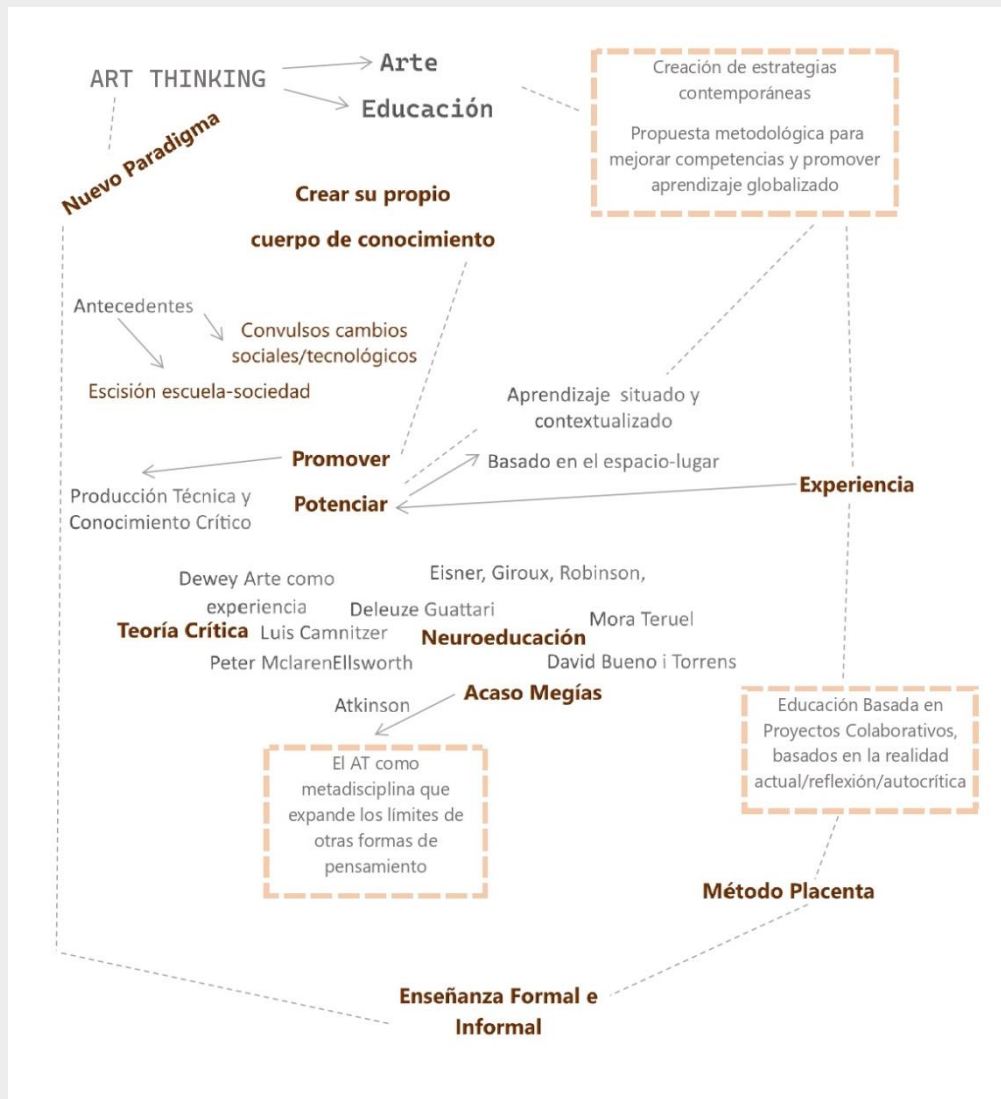 ART THINKING
Arte
Educación
Creación de estrategias
contemporáneas
Propuesta metodológica para
mejorar competencias y promover
aprendizaje globalizado
Nuevo Paradigma
Crear su propio
cuerpo de conocimiento
Antecedentes
Convulsos cambios
sociales/tecnológicos
Escisión escuela-sociedad
Aprendizaje situado y
contextualizado
Promover
Basado en el espacio-lugar
Experiencia
Producción Técnica y
Conocimiento Crítico
Potenciar
Dewey Arte como
experiencia
Eisner, Giroux, Robinson,
Deleuze Guattari
Mora Teruel
Teoría Crítica
Luis Camnitzer
Neuroeducación
Peter MclarenEllsworth
David Bueno i Torrens
Acaso Megías
Atkinson
Educación Basada en
Proyectos Colaborativos,
basados en la realidad
actual/reflexión/autocrítica
El AT como
metadisciplina que
expande los límites de
otras formas de
pensamiento
Método Placenta
Enseñanza Formal e
Informal